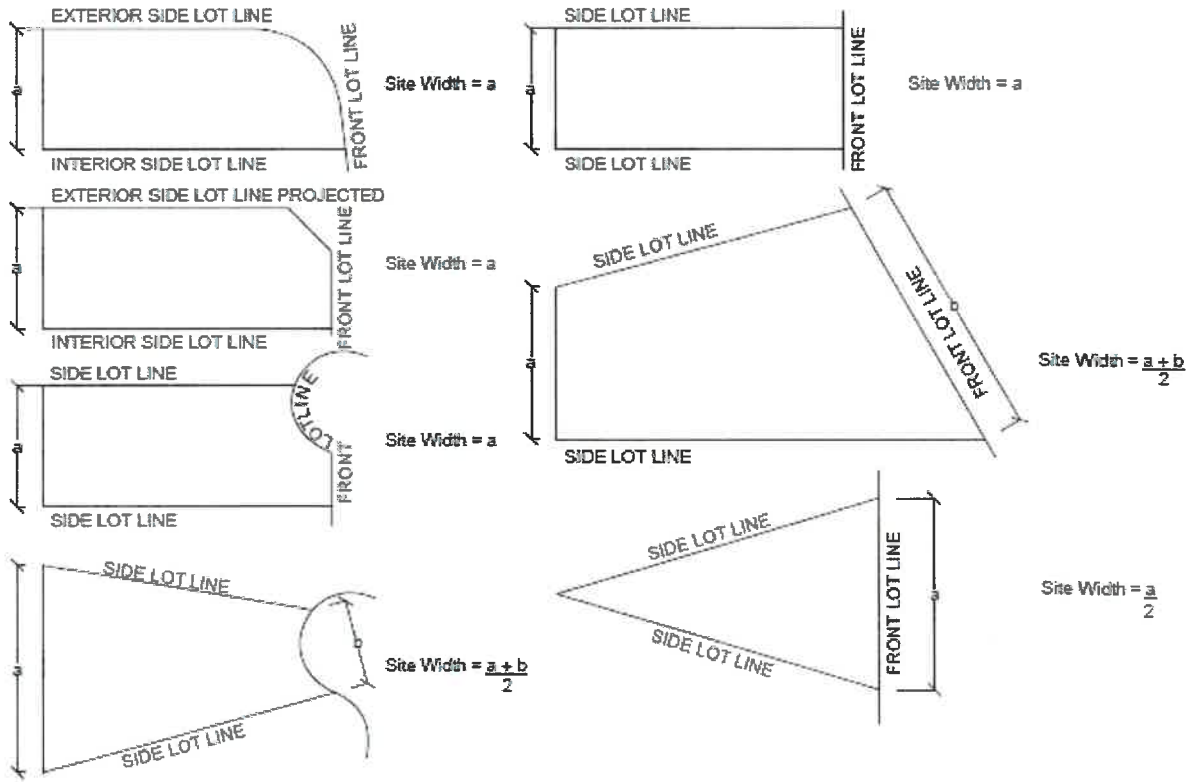 EXTERIOR SIDE LOT LINE
a
FRONT LOT LINE
Site Width = a
INTERIOR SIDE LOT LINE
SIDE LOT LINE
a
FRONT LOT LINE
Site Width = a
SIDE LOT LINE
EXTERIOR SIDE LOT LINE PROJECTED
a
FRONT LOT LINE
Site Width = a
INTERIOR SIDE LOT LINE
SIDE LOT LINE
a
b
FRONT LOT LINE
Site Width = a + b
2
SIDE LOT LINE
SIDE LOT LINE
a
LOT LINE
FRONT
Site Width = a
SIDE LOT LINE
SIDE LOT LINE
a
b
Site Width = a + b
2
SIDE LOT LINE
SIDE LOT LINE
FRONT LOT LINE
a
Site Width = a
2
SIDE LOT LINE